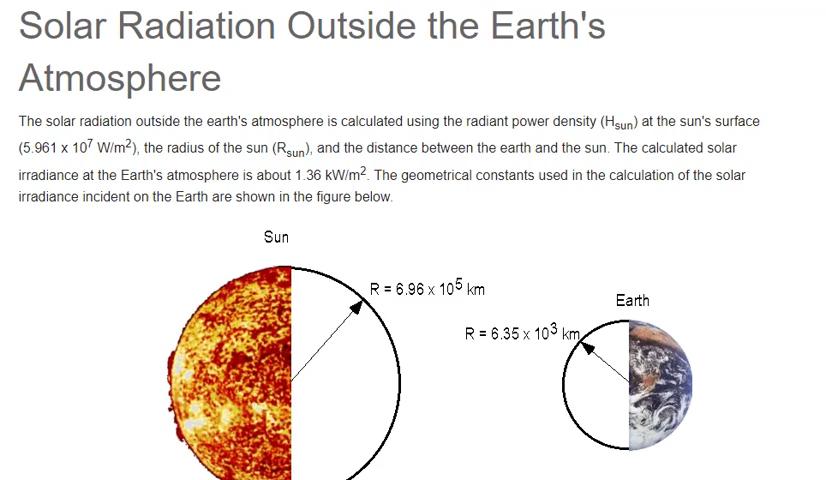 Solar Radiation Outside the Earth's
Atmosphere
The solar radiation outside the earth's atmosphere is calculated using the radiant power density (Hsun) at the sun's surface
(5.961 x 10⁷ W/m²), the radius of the sun (Rsun), and the distance between the earth and the sun. The calculated solar
irradiance at the Earth's atmosphere is about 1.36 kW/m². The geometrical constants used in the calculation of the solar
irradiance incident on the Earth are shown in the figure below.
Sun
R = 6.96 x 10⁵ km
Earth
R = 6.35 x 10³ km